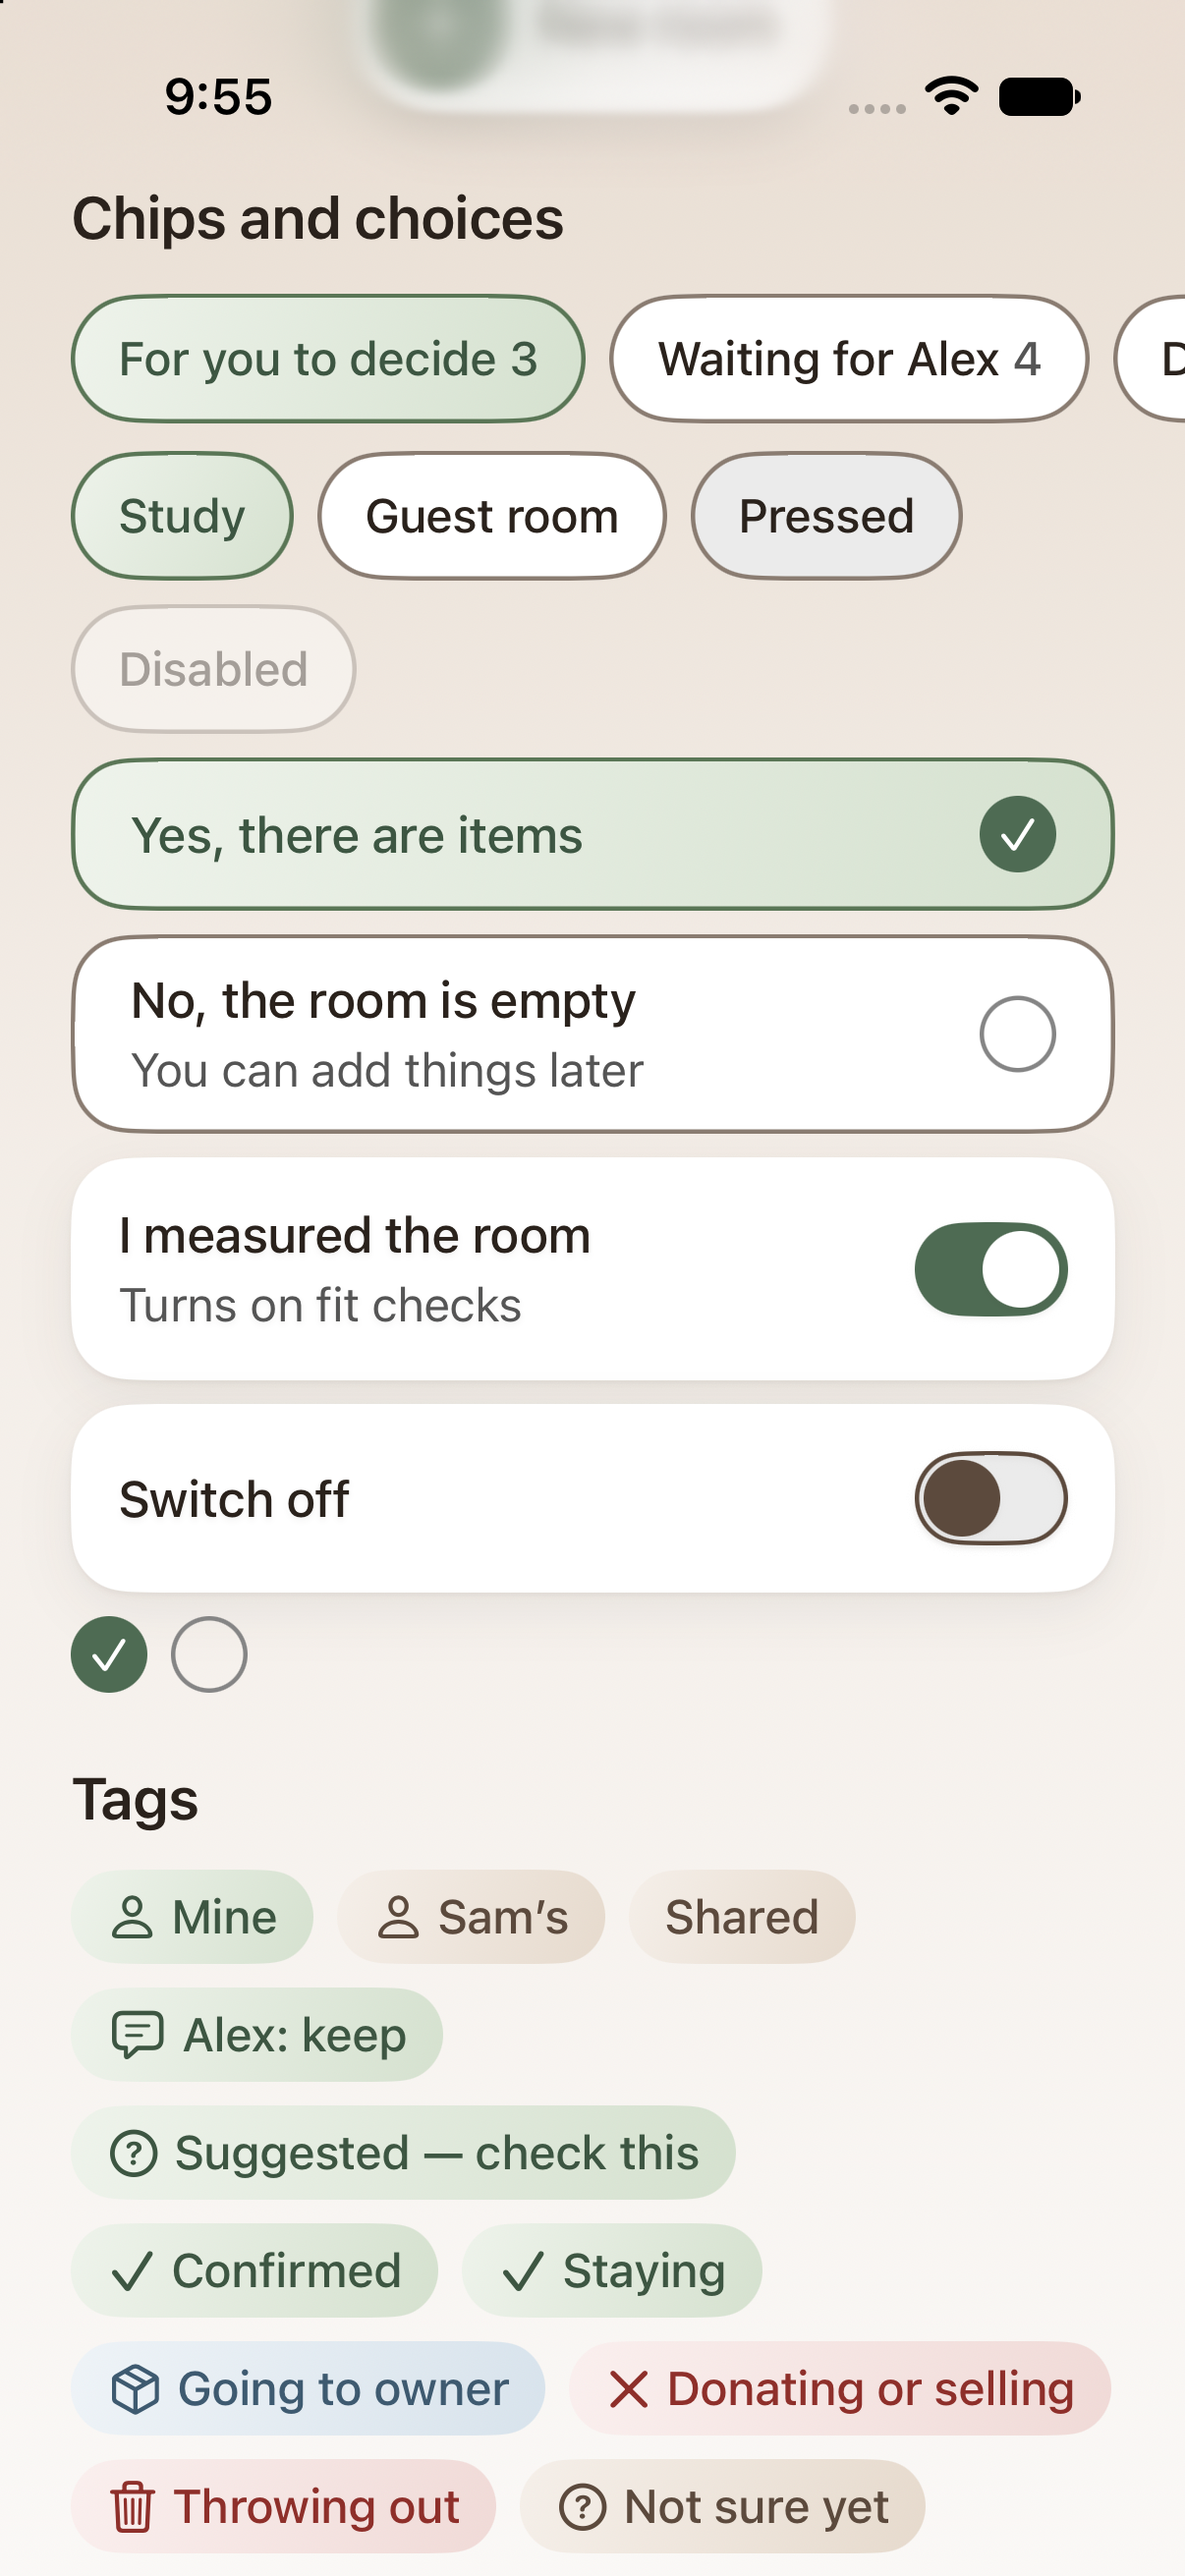 9:55
Chips and choices
For you to decide 3
Waiting for Alex 4
Study
Guest room
Pressed
Disabled
Yes, there are items
No, the room is empty
You can add things later
I measured the room
Turns on fit checks
Switch off
Tags
Mine
Sam’s
Shared
Alex: keep
Suggested — check this
Confirmed
Staying
Going to owner
Donating or selling
Throwing out
Not sure yet